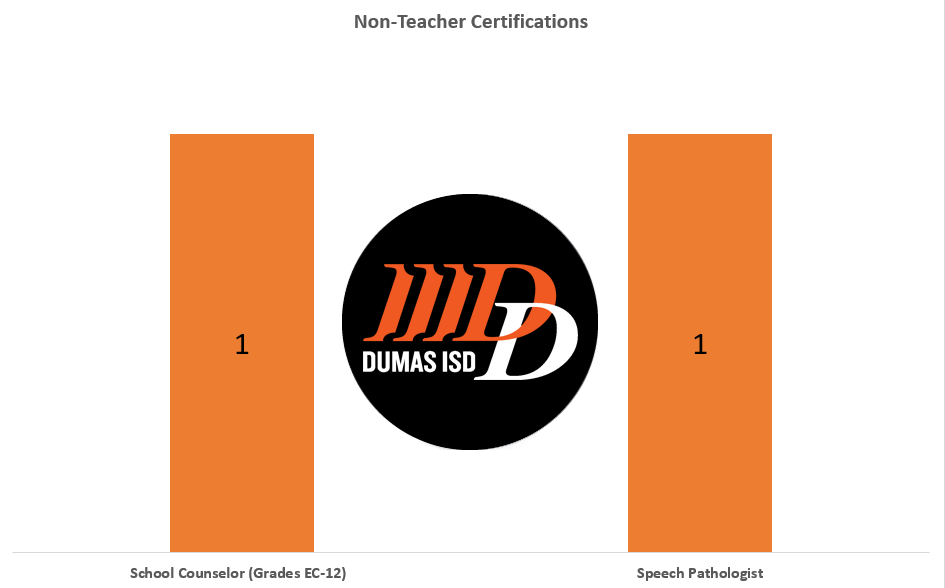 Non-Teacher Certifications
1
1
DUMAS ISD
D
D
School Counselor (Grades EC-12)
Speech Pathologist